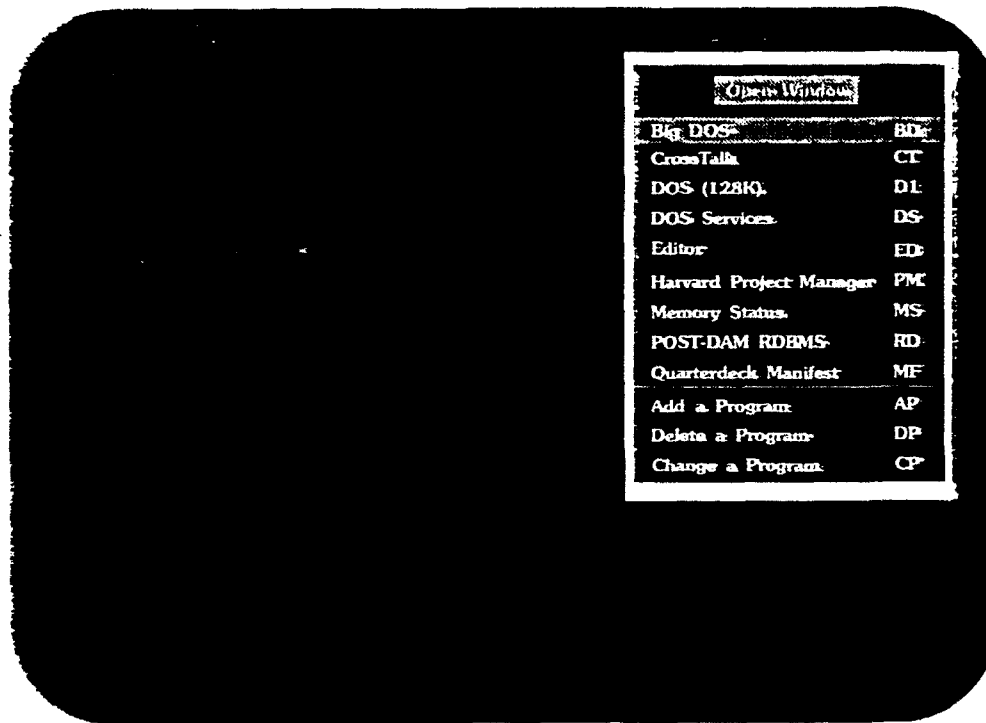 Open Window
Big DOS BD
CrossTalk CT
DOS (128K) D1
DOS Services DS
Editor ED
Harvard Project Manager PM
Memory Status MS
POST-DAM RDBMS RD
Quarterdeck Manifest MF
Add a Program AP
Delete a Program DP
Change a Program CP